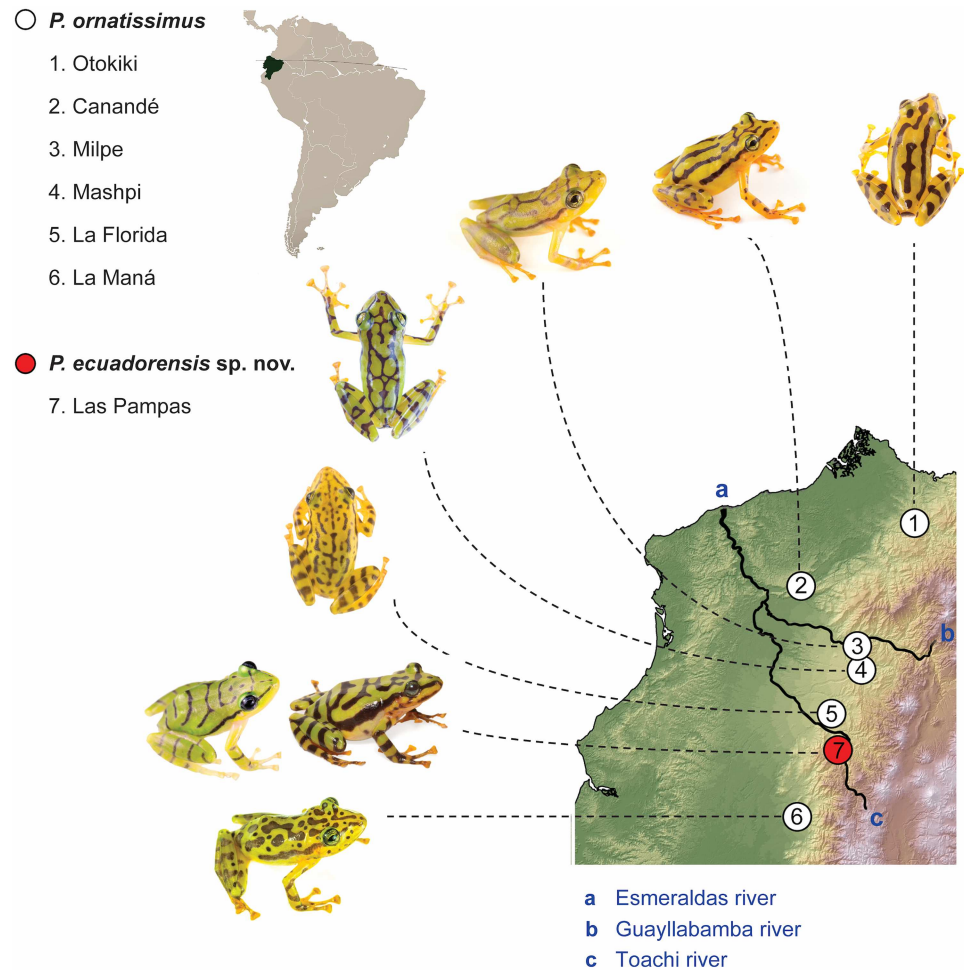 P. ornatissimus
1. Otokiki
2. Canandé
3. Milpe
4. Mashpi
5. La Florida
6. La Maná
P. ecuadorensis sp. nov.
7. Las Pampas
a
1
2
b
3
4
5
7
6
c
a Esmeraldas river
b Guayllabamba river
c Toachi river